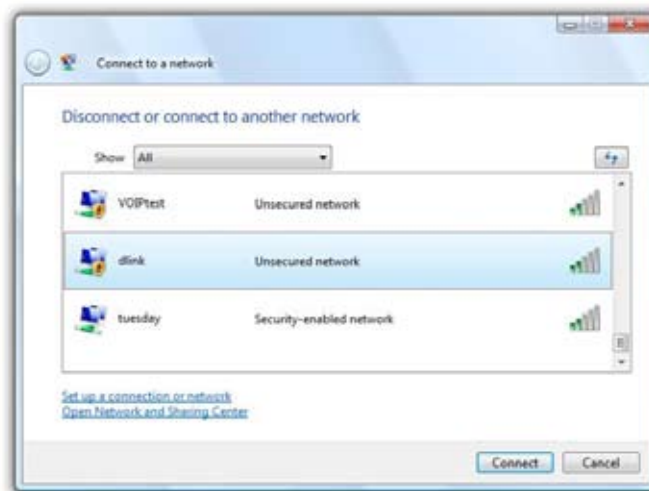 Connect to a network
Disconnect or connect to another network
Show All
VOIPtest Unsecured network
dlink Unsecured network
tuesday Security-enabled network
Set up a connection or network
Open Network and Sharing Center
Connect Cancel